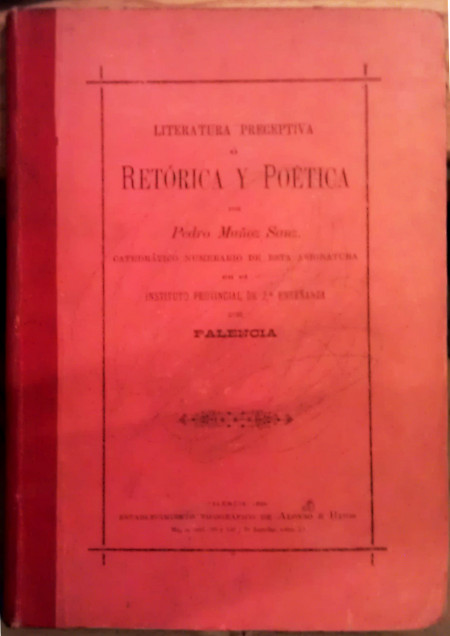 LITERATURA PRECEPTIVA
Ó
RETÓRICA Y POÉTICA
POR
Pedro Muñoz Sanz.
CATEDRÁTICO NUMERARIO DE ESTA ASIGNATURA
EN EL
INSTITUTO PROVINCIAL DE 2.ª ENSEÑANZA
DE
PALENCIA
PALENCIA
ESTABLECIMIENTO TIPOGRÁFICO DE ALONSO